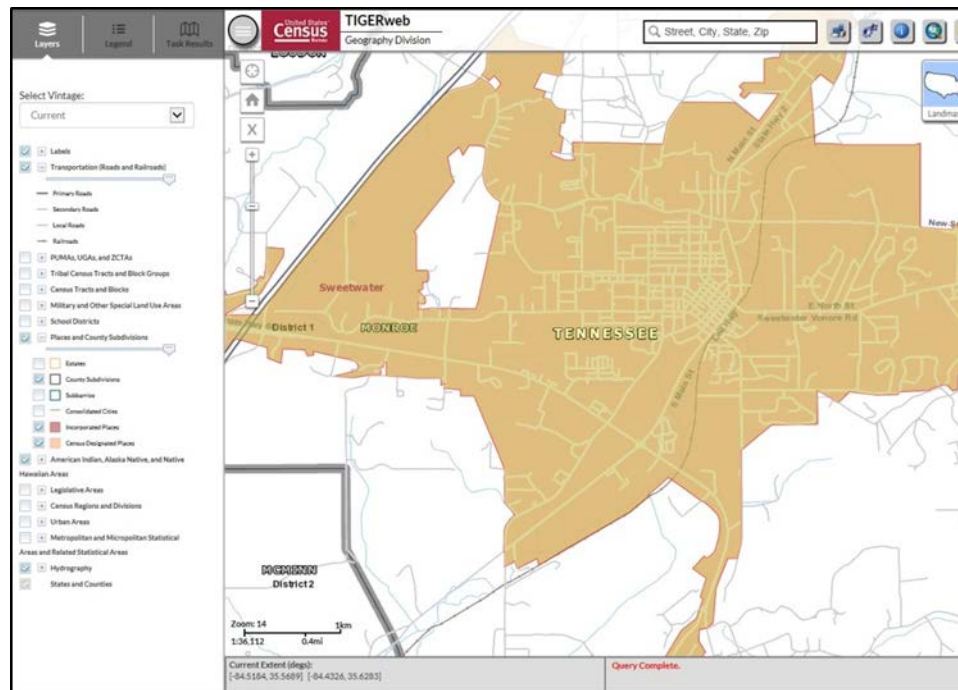 Layers
Legend
Task Results
United States®
Census
Bureau
TIGERweb
Geography Division
Street, City, State, Zip
Select Vintage:
Current
Labels
Transportation (Roads and Railroads)
Primary Roads
Secondary Roads
Local Roads
Railroads
PUMAs, UGAs, and ZCTAs
Tribal Census Tracts and Block Groups
Census Tracts and Blocks
Military and Other Special Land Use Areas
School Districts
Places and County Subdivisions
Estates
County Subdivisions
Subbarrios
Consolidated Cities
Incorporated Places
Census Designated Places
American Indian, Alaska Native, and Native
Hawaiian Areas
Legislative Areas
Census Regions and Divisions
Urban Areas
Metropolitan and Micropolitan Statistical
Areas and Related Statistical Areas
Hydrography
States and Counties
X
LOUDON
N Main St
State Hwy 2
Landmas
New S
Sweetwater
District 1
MONROE
TENNESSEE
E North St
Sweetwater Vonore Rd
S Main St
MCMINN
District 2
Zoom: 14
1km
1:36,112
0.4mi
Current Extent (degs):
[-84.5184, 35.5689] [-84.4326, 35.6283]
Query Complete.